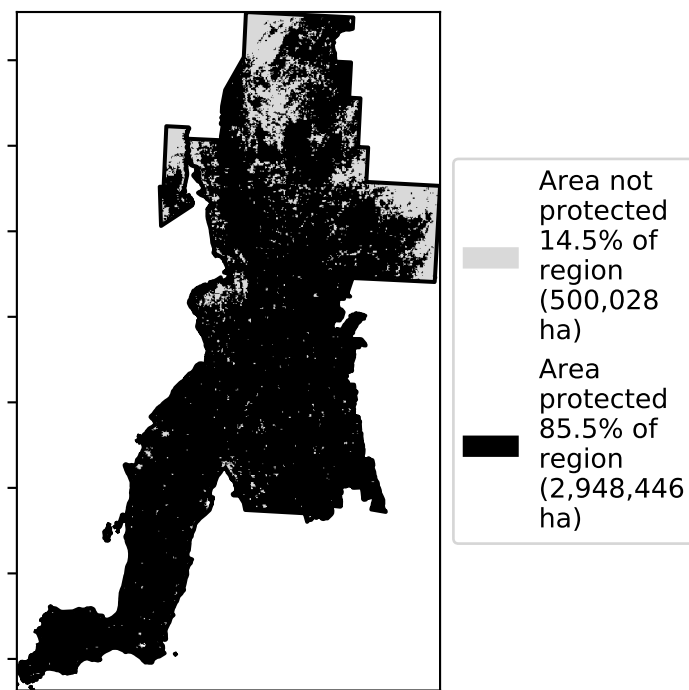 Area not
protected
14.5% of
region
(500,028
ha)
Area
protected
85.5% of
region
(2,948,446
ha)